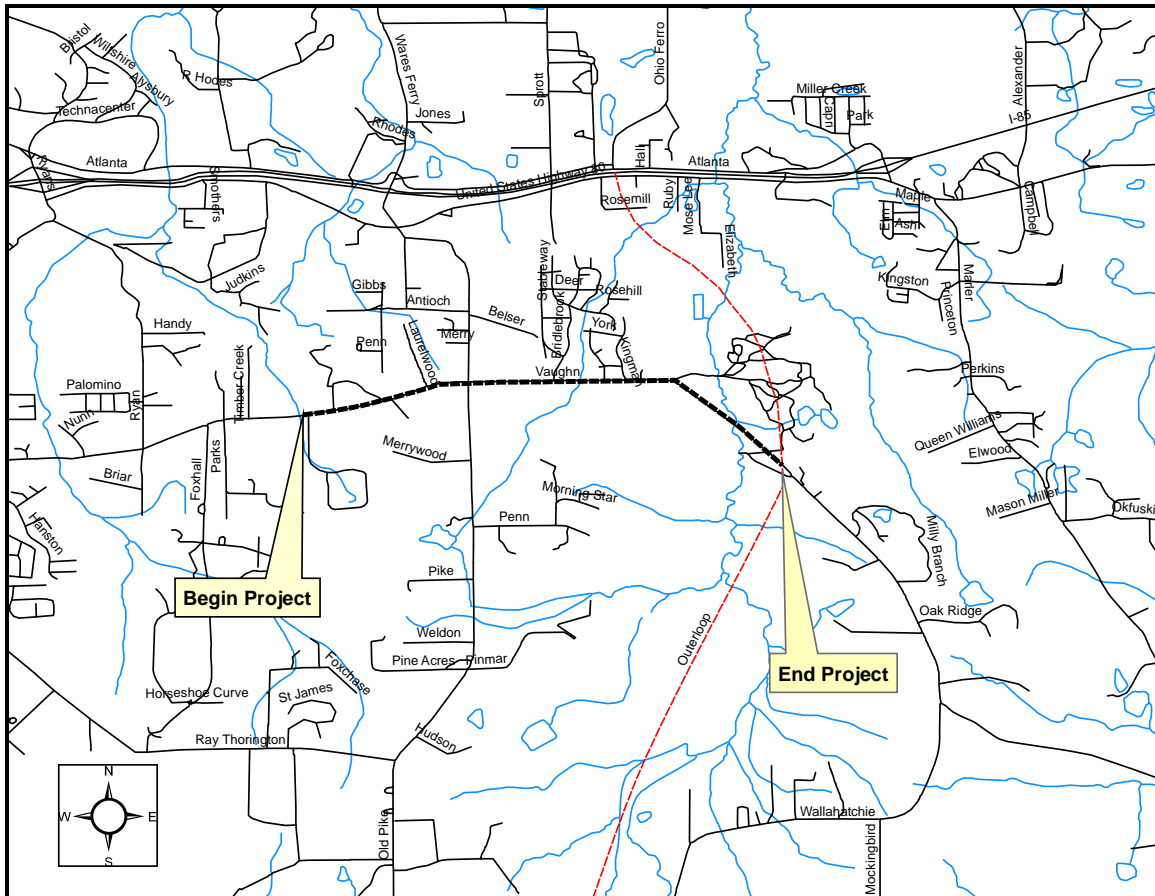 Bristol
Wilshire
Alysbury
R Hodes
Technacenter
Wares Ferry
Jones
Rhodes
Sprott
Ohio Ferro
Miller Creek
Capri
Park
Alexander
I-85
Ryans
Atlanta
Smothers
United States Highway 80
Hall
Atlanta
Rosemill
Ruby
Mose Lee
Elizabeth
Maple
Elm
Ash
Campbell
Judkins
Gibbs
Antioch
Stableway
Deer
Rosehill
Kingston
Princeton
Marler
Handy
Penn
Laurelwood
Merry
Belser
Bridlebrook
York
Kingman
Vaughn
Perkins
Palomino
Nunn
Ryan
Timber Creek
Queen Williams
Elwood
Briar
Foxhall
Parks
Merrywood
Morning Star
Mason Miller
Okfuski
Hanston
Penn
Milly Branch
Pike
Begin Project
Oak Ridge
Weldon
Outerloop
Pine Acres
Pinmar
End Project
Horseshoe Curve
St James
Foxchase
Ray Thorington
Hudson
N
W
E
S
Old Pike
Wallahatchie
Mockingbird